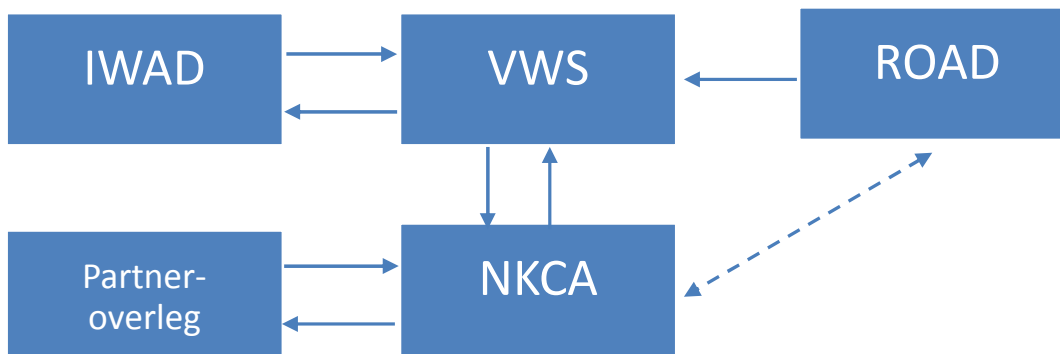 IWAD
VWS
ROAD
Partner-
overleg
NKCA